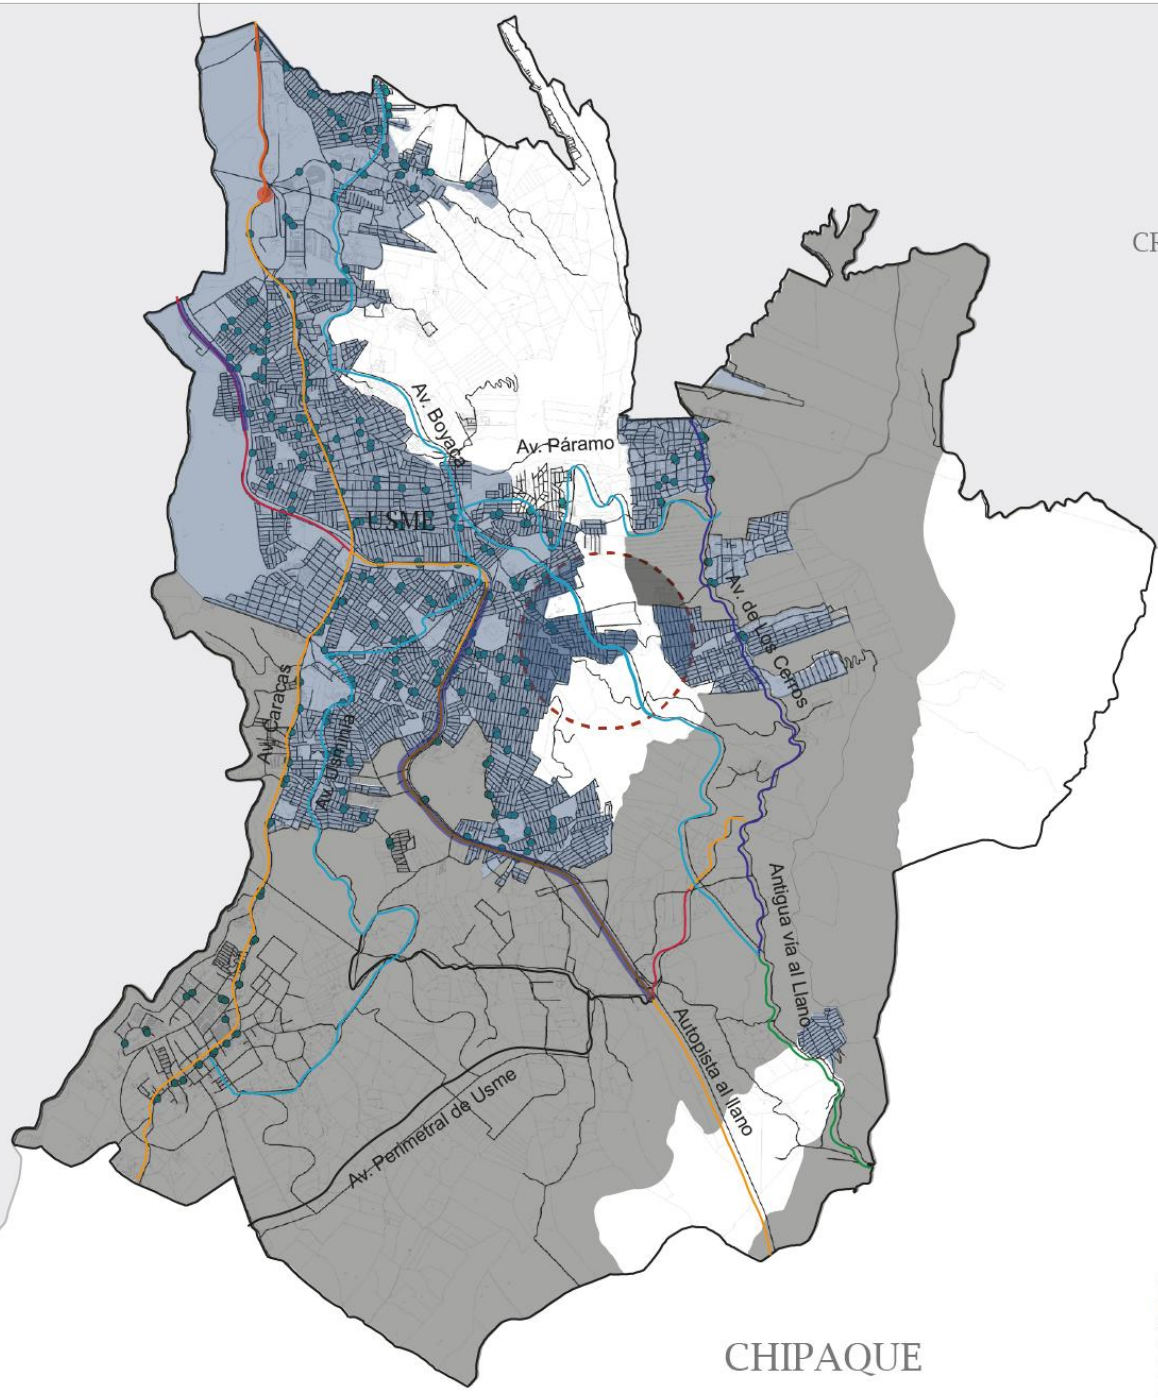 CR
Av. Boyacá
Av. Páramo
USME
Av. de Los Cerros
Av. Caracas
Av. Usminia
Antigua vía al Llano
Autopista al llano
Av. Perimetral de Usme
CHIPAQUE